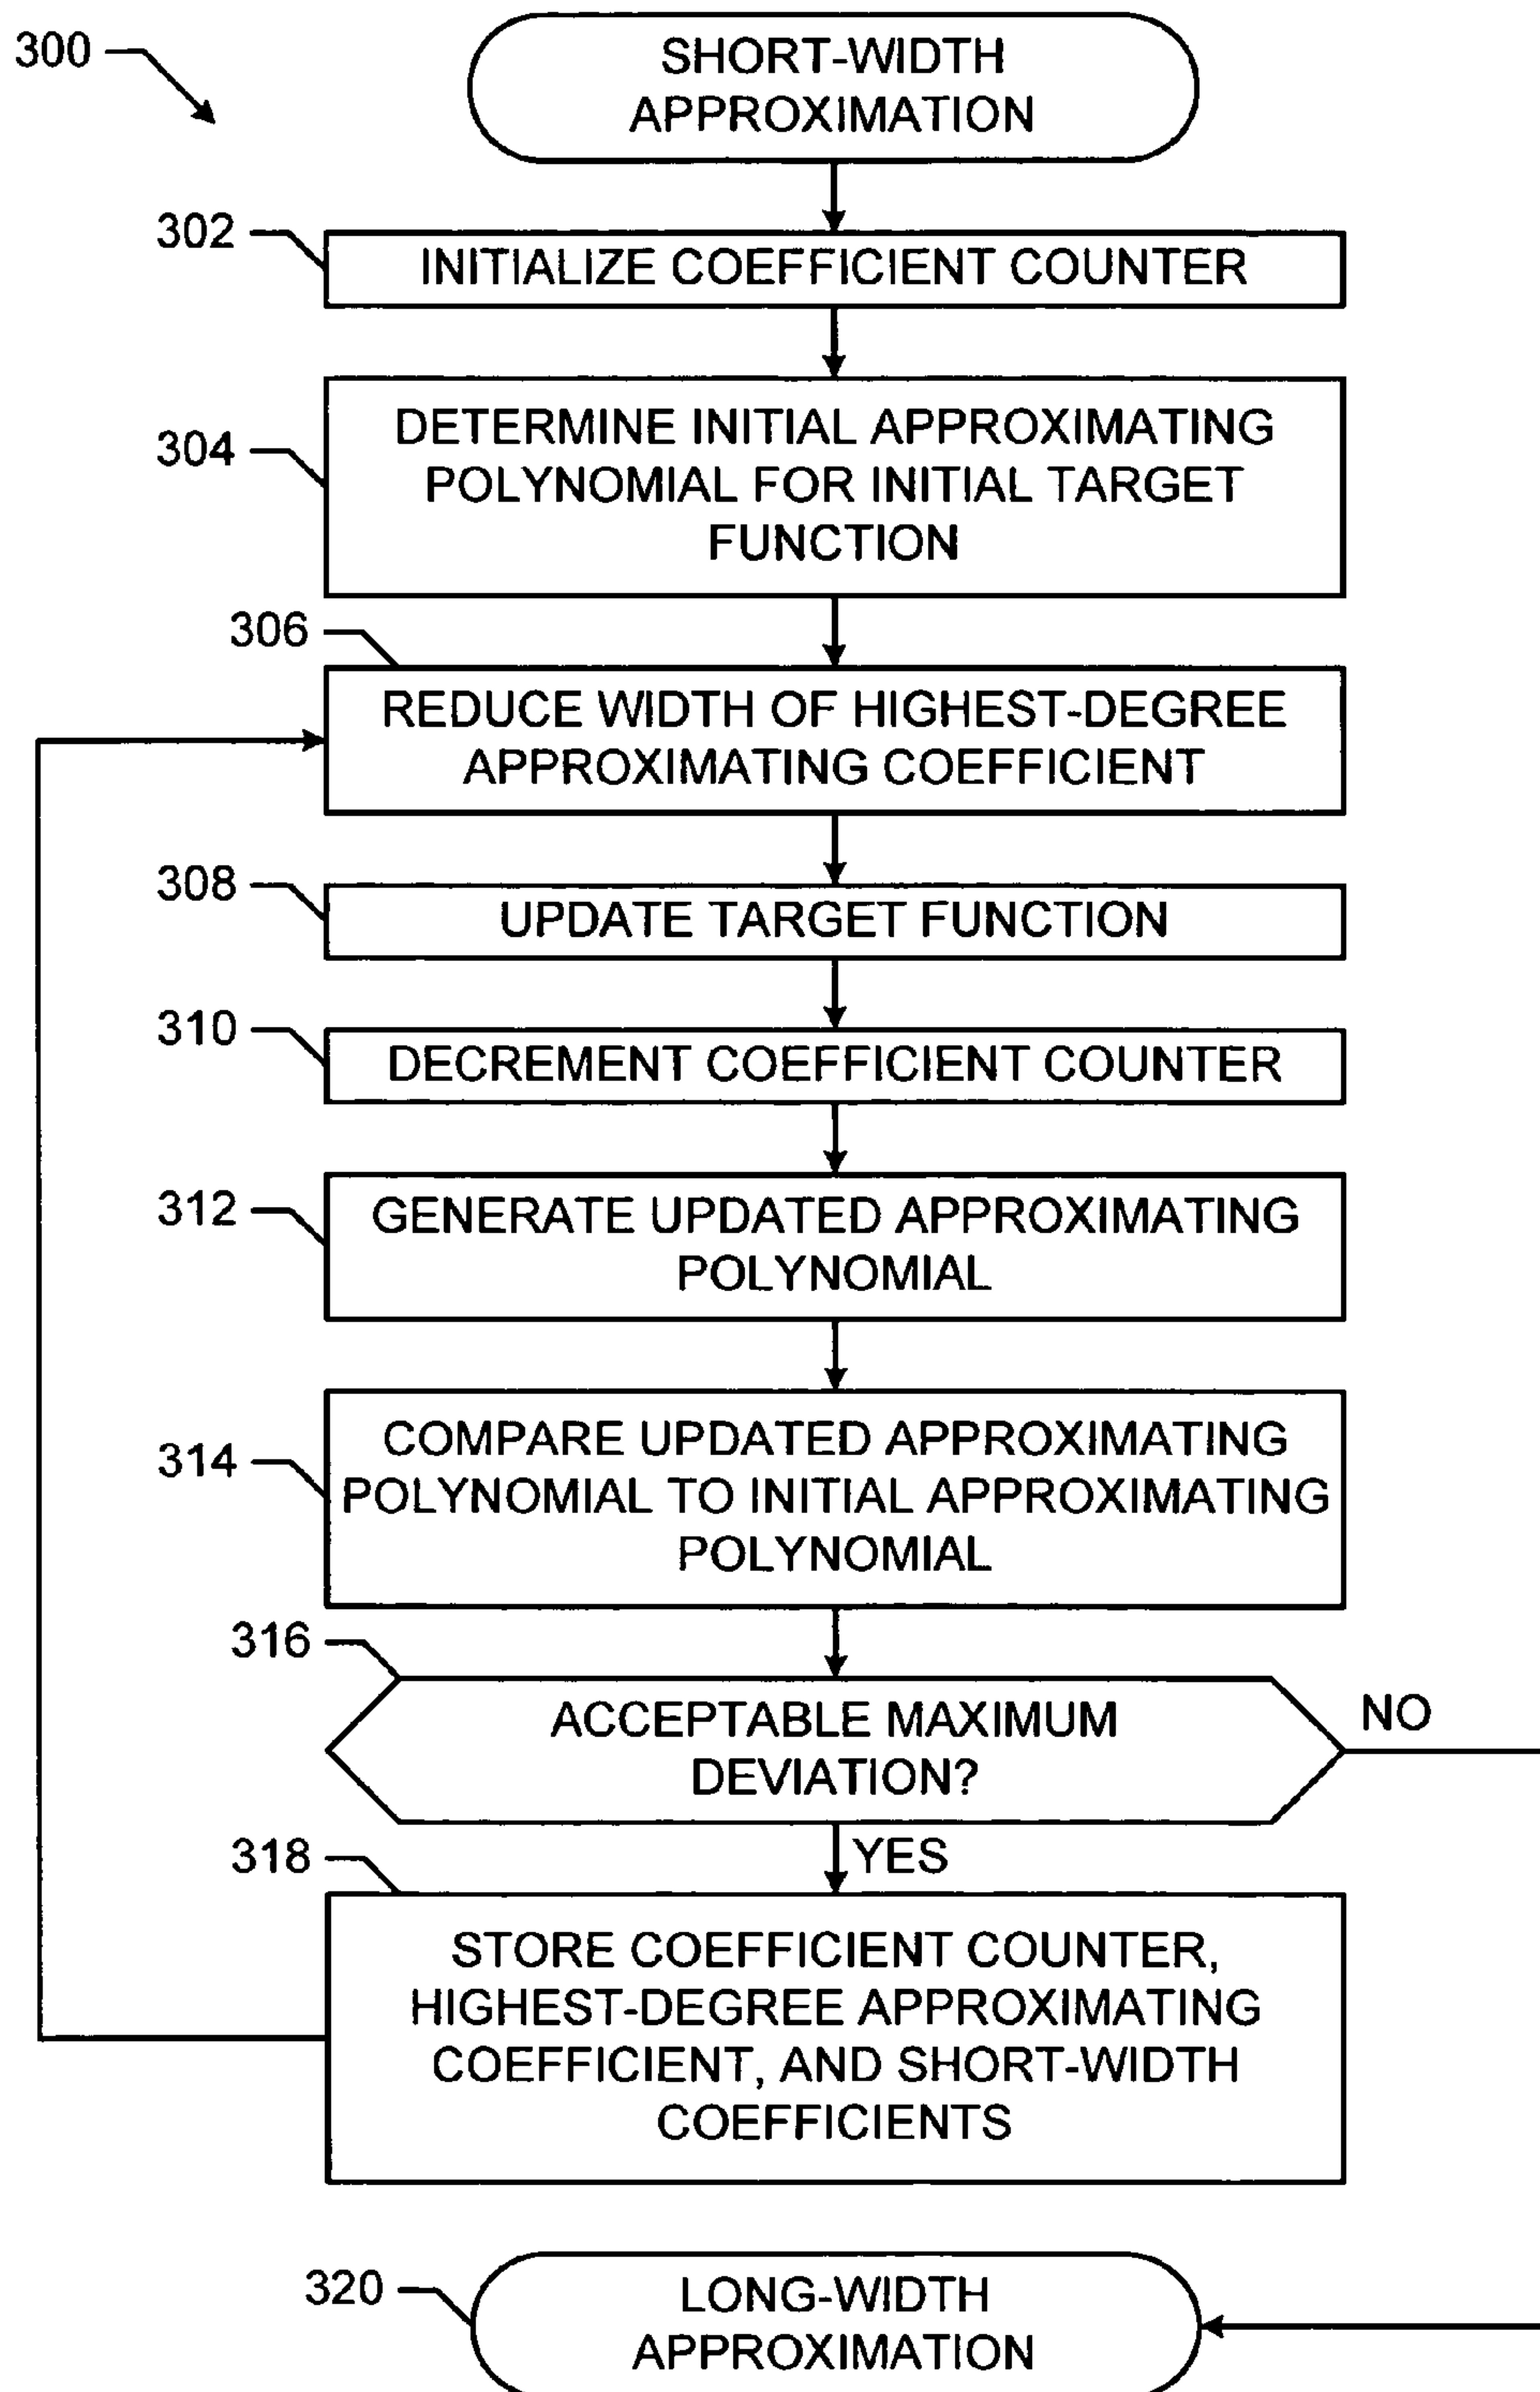 300
SHORT-WIDTH
APPROXIMATION
302
INITIALIZE COEFFICIENT COUNTER
304
DETERMINE INITIAL APPROXIMATING
POLYNOMIAL FOR INITIAL TARGET
FUNCTION
306
REDUCE WIDTH OF HIGHEST-DEGREE
APPROXIMATING COEFFICIENT
308
UPDATE TARGET FUNCTION
310
DECREMENT COEFFICIENT COUNTER
312
GENERATE UPDATED APPROXIMATING
POLYNOMIAL
314
COMPARE UPDATED APPROXIMATING
POLYNOMIAL TO INITIAL APPROXIMATING
POLYNOMIAL
316
ACCEPTABLE MAXIMUM
DEVIATION?
NO
YES
318
STORE COEFFICIENT COUNTER,
HIGHEST-DEGREE APPROXIMATING
COEFFICIENT, AND SHORT-WIDTH
COEFFICIENTS
320
LONG-WIDTH
APPROXIMATION